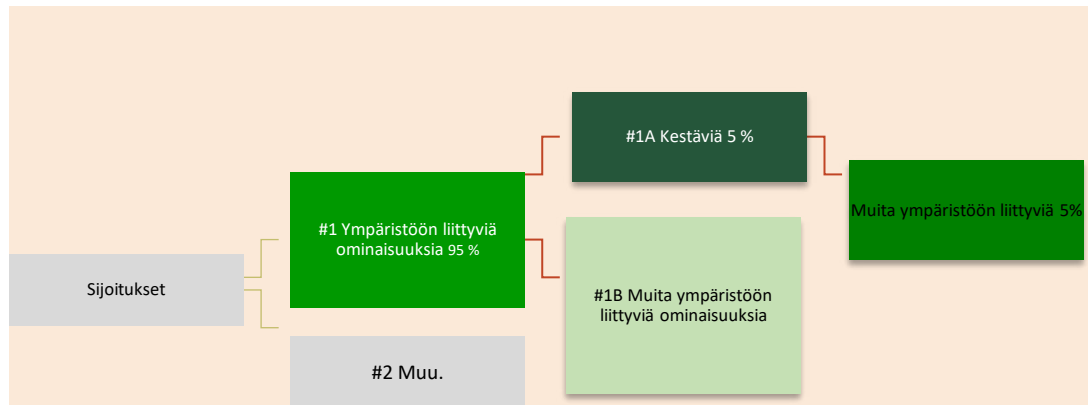 Sijoitukset
#1 Ympäristöön liittyviä
ominaisuuksia 95 %
#2 Muu.
#1A Kestäviä 5 %
#1B Muita ympäristöön
liittyviä ominaisuuksia
Muita ympäristöön liittyviä 5%